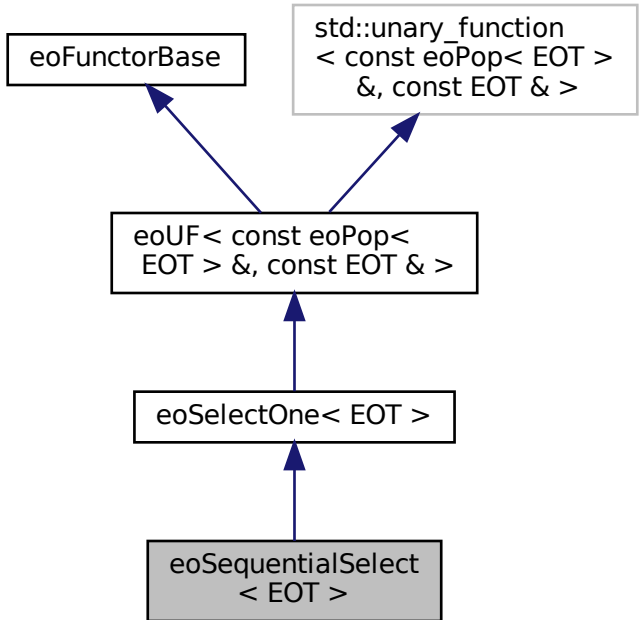 eoFunctorBase
std::unary_function
< const eoPop< EOT >
&, const EOT & >
eoUF< const eoPop<
EOT > &, const EOT & >
eoSelectOne< EOT >
eoSequentialSelect
< EOT >